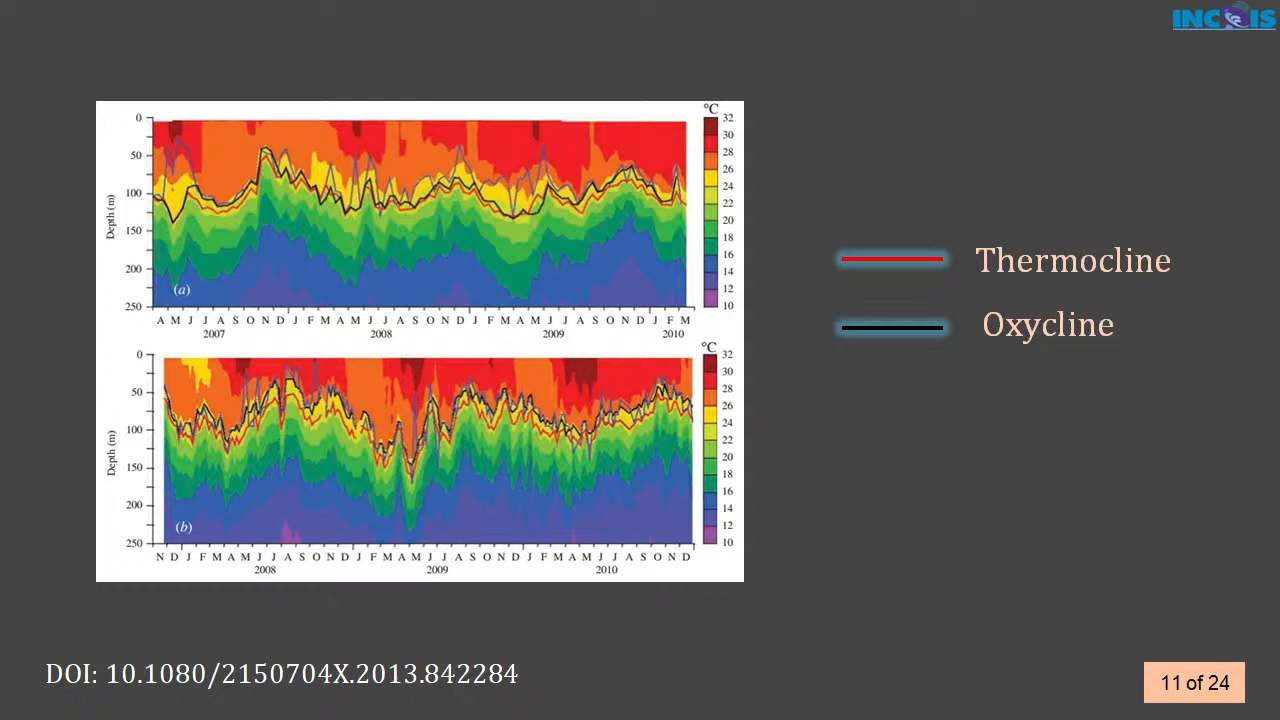 INCOIS
°C
0
50
100
150
200
250
Depth (m)
(a)
32
30
28
26
24
22
20
18
16
14
12
10
A M J J A S O N D J F M A M J J A S O N D J F M A M J J A S O N D J F M
2007 2008 2009 2010
°C
0
50
100
150
200
250
Depth (m)
(b)
32
30
28
26
24
22
20
18
16
14
12
10
N D J F M A M J J A S O N D J F M A M J J A S O N D J F M A M J J A S O N D
2008 2009 2010
Thermocline
Oxycline
DOI: 10.1080/2150704X.2013.842284
11 of 24